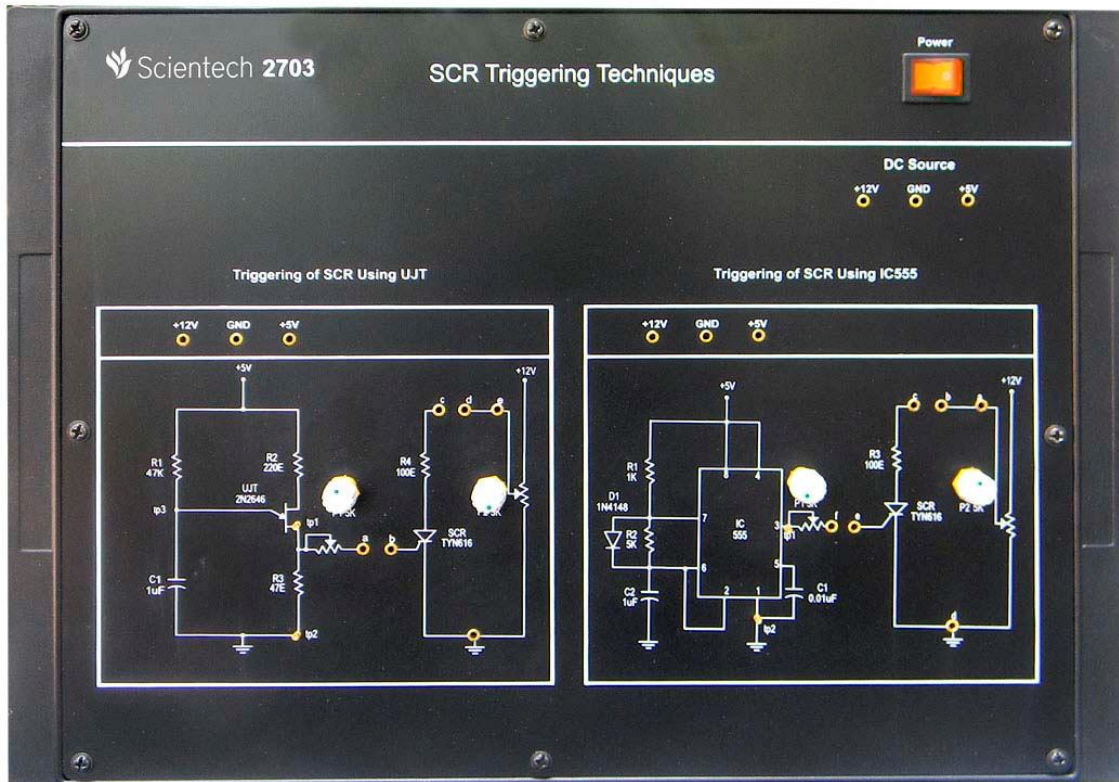 Scientech 2703
SCR Triggering Techniques
Power
DC Source
+12V GND +5V
Triggering of SCR Using UJT
+12V GND +5V
+5V
+12V
c d e
R1
47K
R2
220E
R4
100E
UJT
2N2646
tp3
tp1
P1 5K
a b
SCR
TYN616
C1
1uF
R3
47E
tp2
Triggering of SCR Using IC555
+12V GND +5V
+5V
+12V
c b a
R1
1K
R3
100E
8 4
D1
1N4148
7
R2
5K
IC
555
3
tp1
f e
SCR
TYN616
P2 5K
6
5
C2
1uF
2 1
C1
0.01uF
tp2
d